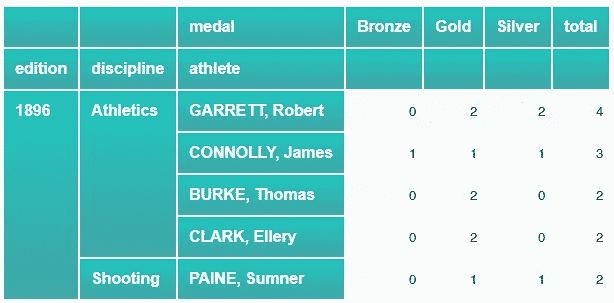 medal Bronze Gold Silver total
edition discipline athlete
1896 Athletics GARRETT, Robert 0 2 2 4
CONNOLLY, James 1 1 1 3
BURKE, Thomas 0 2 0 2
CLARK, Ellery 0 2 0 2
Shooting PAINE, Sumner 0 1 1 2